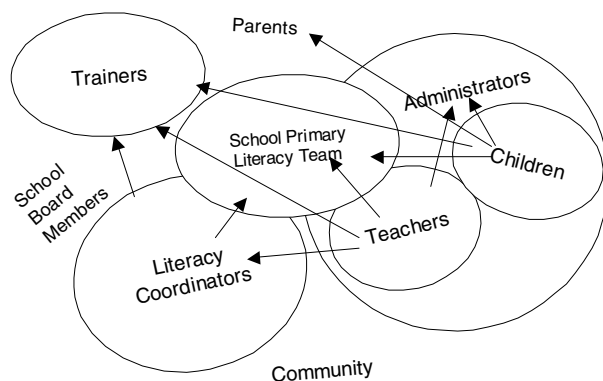 Parents
Trainers
Administrators
School Primary
Literacy Team
Children
School
Board
Members
Teachers
Literacy
Coordinators
Community